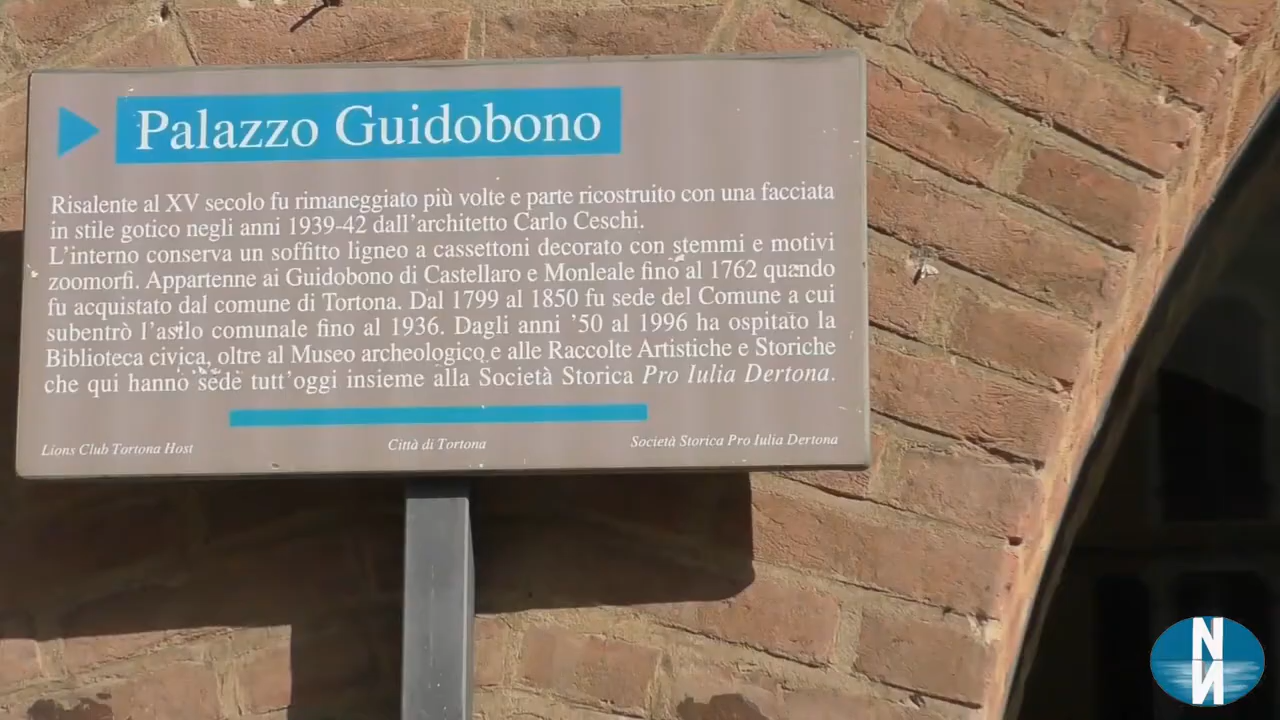 Palazzo Guidobono
Risalente al XV secolo fu rimaneggiato più volte e parte ricostruito con una facciata
in stile gotico negli anni 1939-42 dall'architetto Carlo Ceschi.
L'interno conserva un soffitto ligneo a cassettoni decorato con stemmi e motivi
zoomorfi. Appartenne ai Guidobono di Castellaro e Monleale fino al 1762 quando
fu acquistato dal comune di Tortona. Dal 1799 al 1850 fu sede del Comune a cui
subentrò l'asilo comunale fino al 1936. Dagli anni '50 al 1996 ha ospitato la
Biblioteca civica, oltre al Museo archeologico e alle Raccolte Artistiche e Storiche
che qui hanno sede tutt'oggi insieme alla Società Storica Pro Iulia Dertona.
Lions Club Tortona Host
Città di Tortona
Società Storica Pro Iulia Dertona
N
N